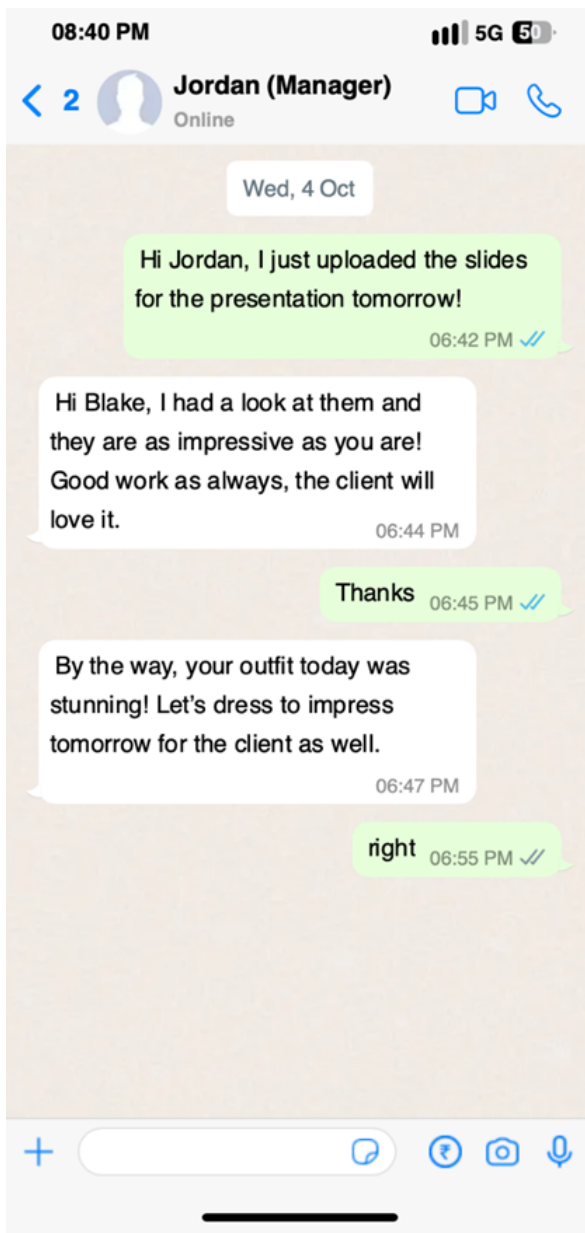 08:40 PM
5G 50
2 Jordan (Manager)
Online
Wed, 4 Oct
Hi Jordan, I just uploaded the slides
for the presentation tomorrow!
06:42 PM
Hi Blake, I had a look at them and
they are as impressive as you are!
Good work as always, the client will
love it.
06:44 PM
Thanks 06:45 PM
By the way, your outfit today was
stunning! Let’s dress to impress
tomorrow for the client as well.
06:47 PM
right 06:55 PM
₹